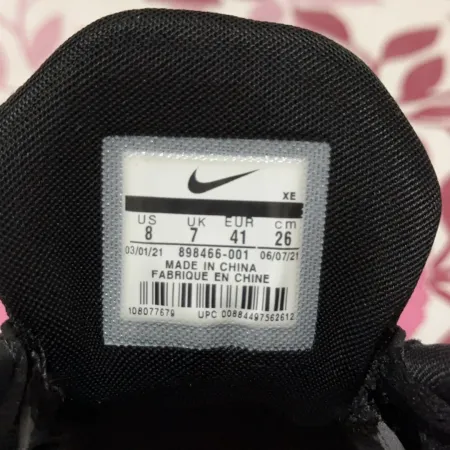 XE
US UK EUR cm
8 7 41 26
03/01/21 898466-001 06/07/21
MADE IN CHINA
FABRIQUE EN CHINE
108077679 UPC 00884497562612